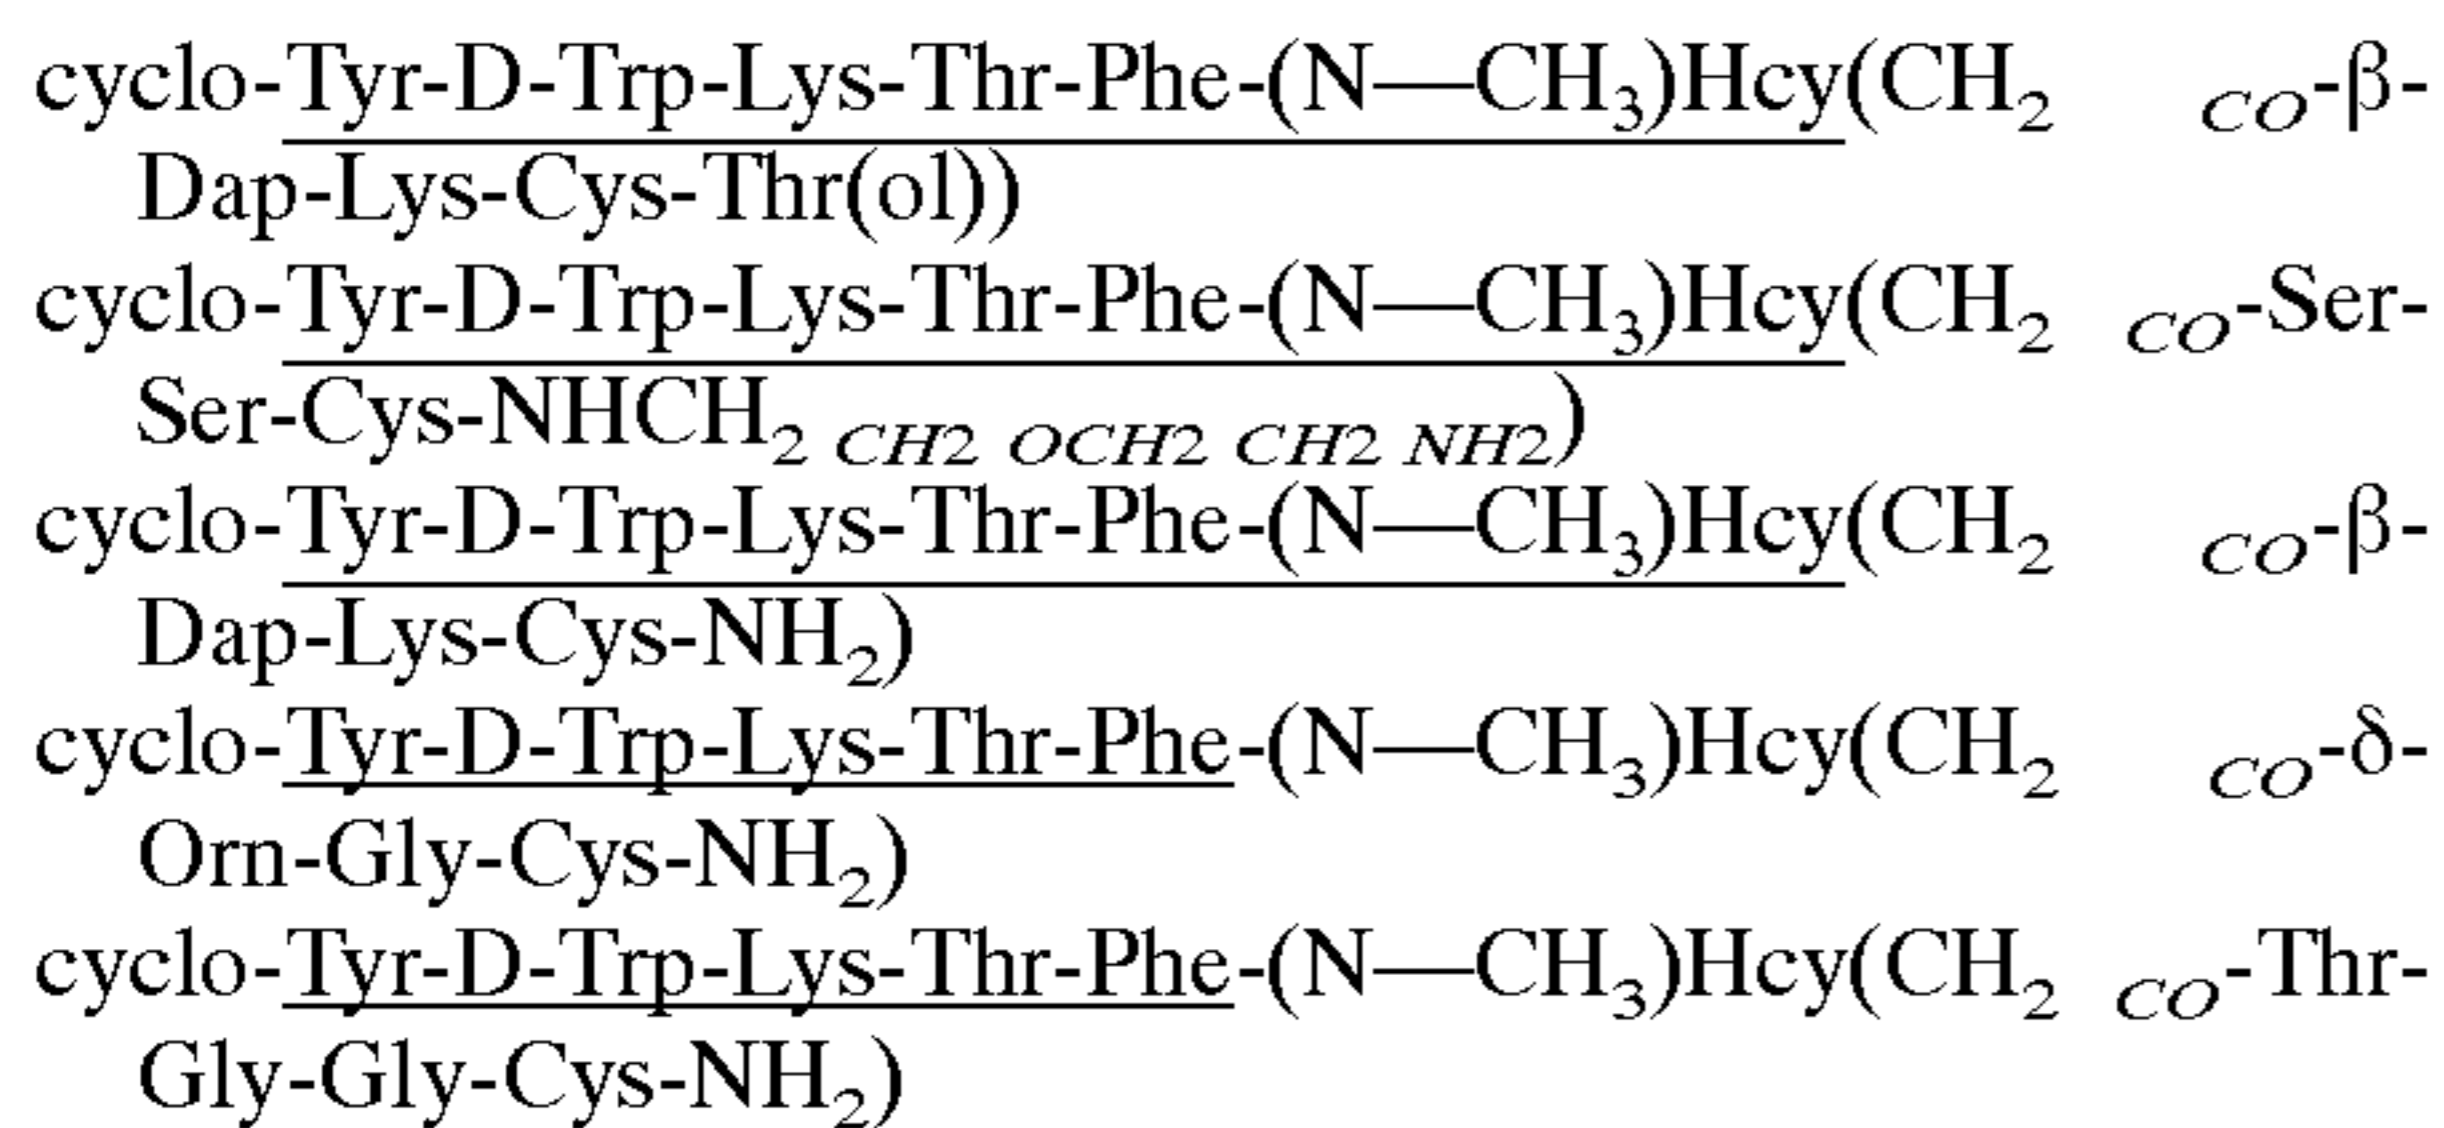 cyclo-Tyr-D-Trp-Lys-Thr-Phe-(N—CH₃)Hcy(CH₂ CO-β-
Dap-Lys-Cys-Thr(ol))
cyclo-Tyr-D-Trp-Lys-Thr-Phe-(N—CH₃)Hcy(CH₂ CO-Ser-
Ser-Cys-NHCH₂ CH2 OCH2 CH2 NH2)
cyclo-Tyr-D-Trp-Lys-Thr-Phe-(N—CH₃)Hcy(CH₂ CO-β-
Dap-Lys-Cys-NH₂)
cyclo-Tyr-D-Trp-Lys-Thr-Phe-(N—CH₃)Hcy(CH₂ CO-δ-
Orn-Gly-Cys-NH₂)
cyclo-Tyr-D-Trp-Lys-Thr-Phe-(N—CH₃)Hcy(CH₂ CO-Thr-
Gly-Gly-Cys-NH₂)